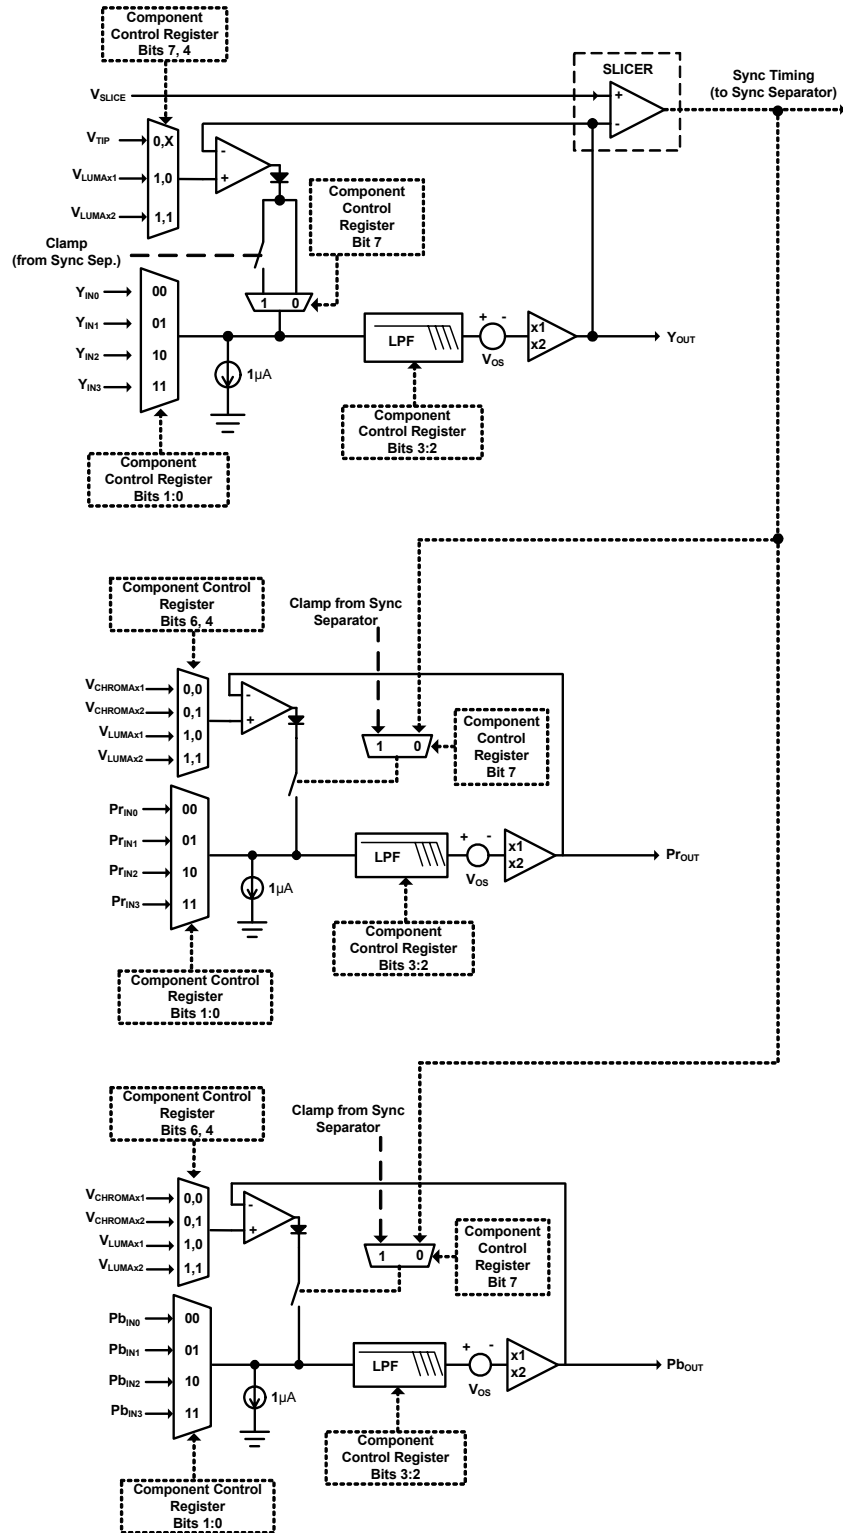 Component
Control Register
Bits 7, 4
SLICER
Sync Timing
(to Sync Separator)
VSLICE
+
-
VTIP
0,X
VLUMAx1
1,0
VLUMAx2
1,1
-
+
Component
Control
Register
Bit 7
Clamp
(from Sync Sep.)
1 0
YIN0
00
YIN1
01
YIN2
10
YIN3
11
1µA
LPF
+ -
VOS
x1
x2
YOUT
Component
Control Register
Bits 3:2
Component
Control Register
Bits 1:0
Component Control
Register
Bits 6, 4
Clamp from Sync
Separator
VCHROMAx1
0,0
VCHROMAx2
0,1
VLUMAx1
1,0
VLUMAx2
1,1
-
+
1 0
Component
Control
Register
Bit 7
PrIN0
00
PrIN1
01
PrIN2
10
PrIN3
11
1µA
LPF
+ -
VOS
x1
x2
PrOUT
Component
Control Register
Bits 3:2
Component Control
Register
Bits 1:0
Component Control
Register
Bits 6, 4
Clamp from Sync
Separator
VCHROMAx1
0,0
VCHROMAx2
0,1
VLUMAx1
1,0
VLUMAx2
1,1
-
+
1 0
Component
Control
Register
Bit 7
PbIN0
00
PbIN1
01
PbIN2
10
PbIN3
11
1µA
LPF
+ -
VOS
x1
x2
PbOUT
Component
Control Register
Bits 3:2
Component Control
Register
Bits 1:0